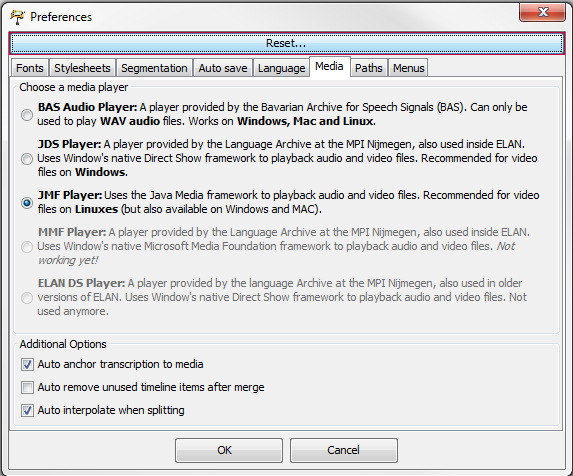 Preferences
Reset...
Fonts Stylesheets Segmentation Auto save Language Media Paths Menus
Choose a media player
BAS Audio Player: A player provided by the Bavarian Archive for Speech Signals (BAS). Can only be
used to play WAV audio files. Works on Windows, Mac and Linux.
JDS Player: A player provided by the Language Archive at the MPI Nijmegen, also used inside ELAN.
Uses Window's native Direct Show framework to playback audio and video files. Recommended for video
files on Windows.
JMF Player: Uses the Java Media framework to playback audio and video files. Recommended for video
files on Linuxes (but also available on Windows and MAC).
MMF Player: A player provided by the Language Archive at the MPI Nijmegen, also used inside ELAN.
Uses Window's native Microsoft Media Foundation framework to playback audio and video files. Not
working yet!
ELAN DS Player: A player provided by the language Archive at the MPI Nijmegen, also used in older
versions of ELAN. Uses Window's native Direct Show framework to playback audio and video files. Not
used anymore.
Additional Options
Auto anchor transcription to media
Auto remove unused timeline items after merge
Auto interpolate when splitting
OK Cancel